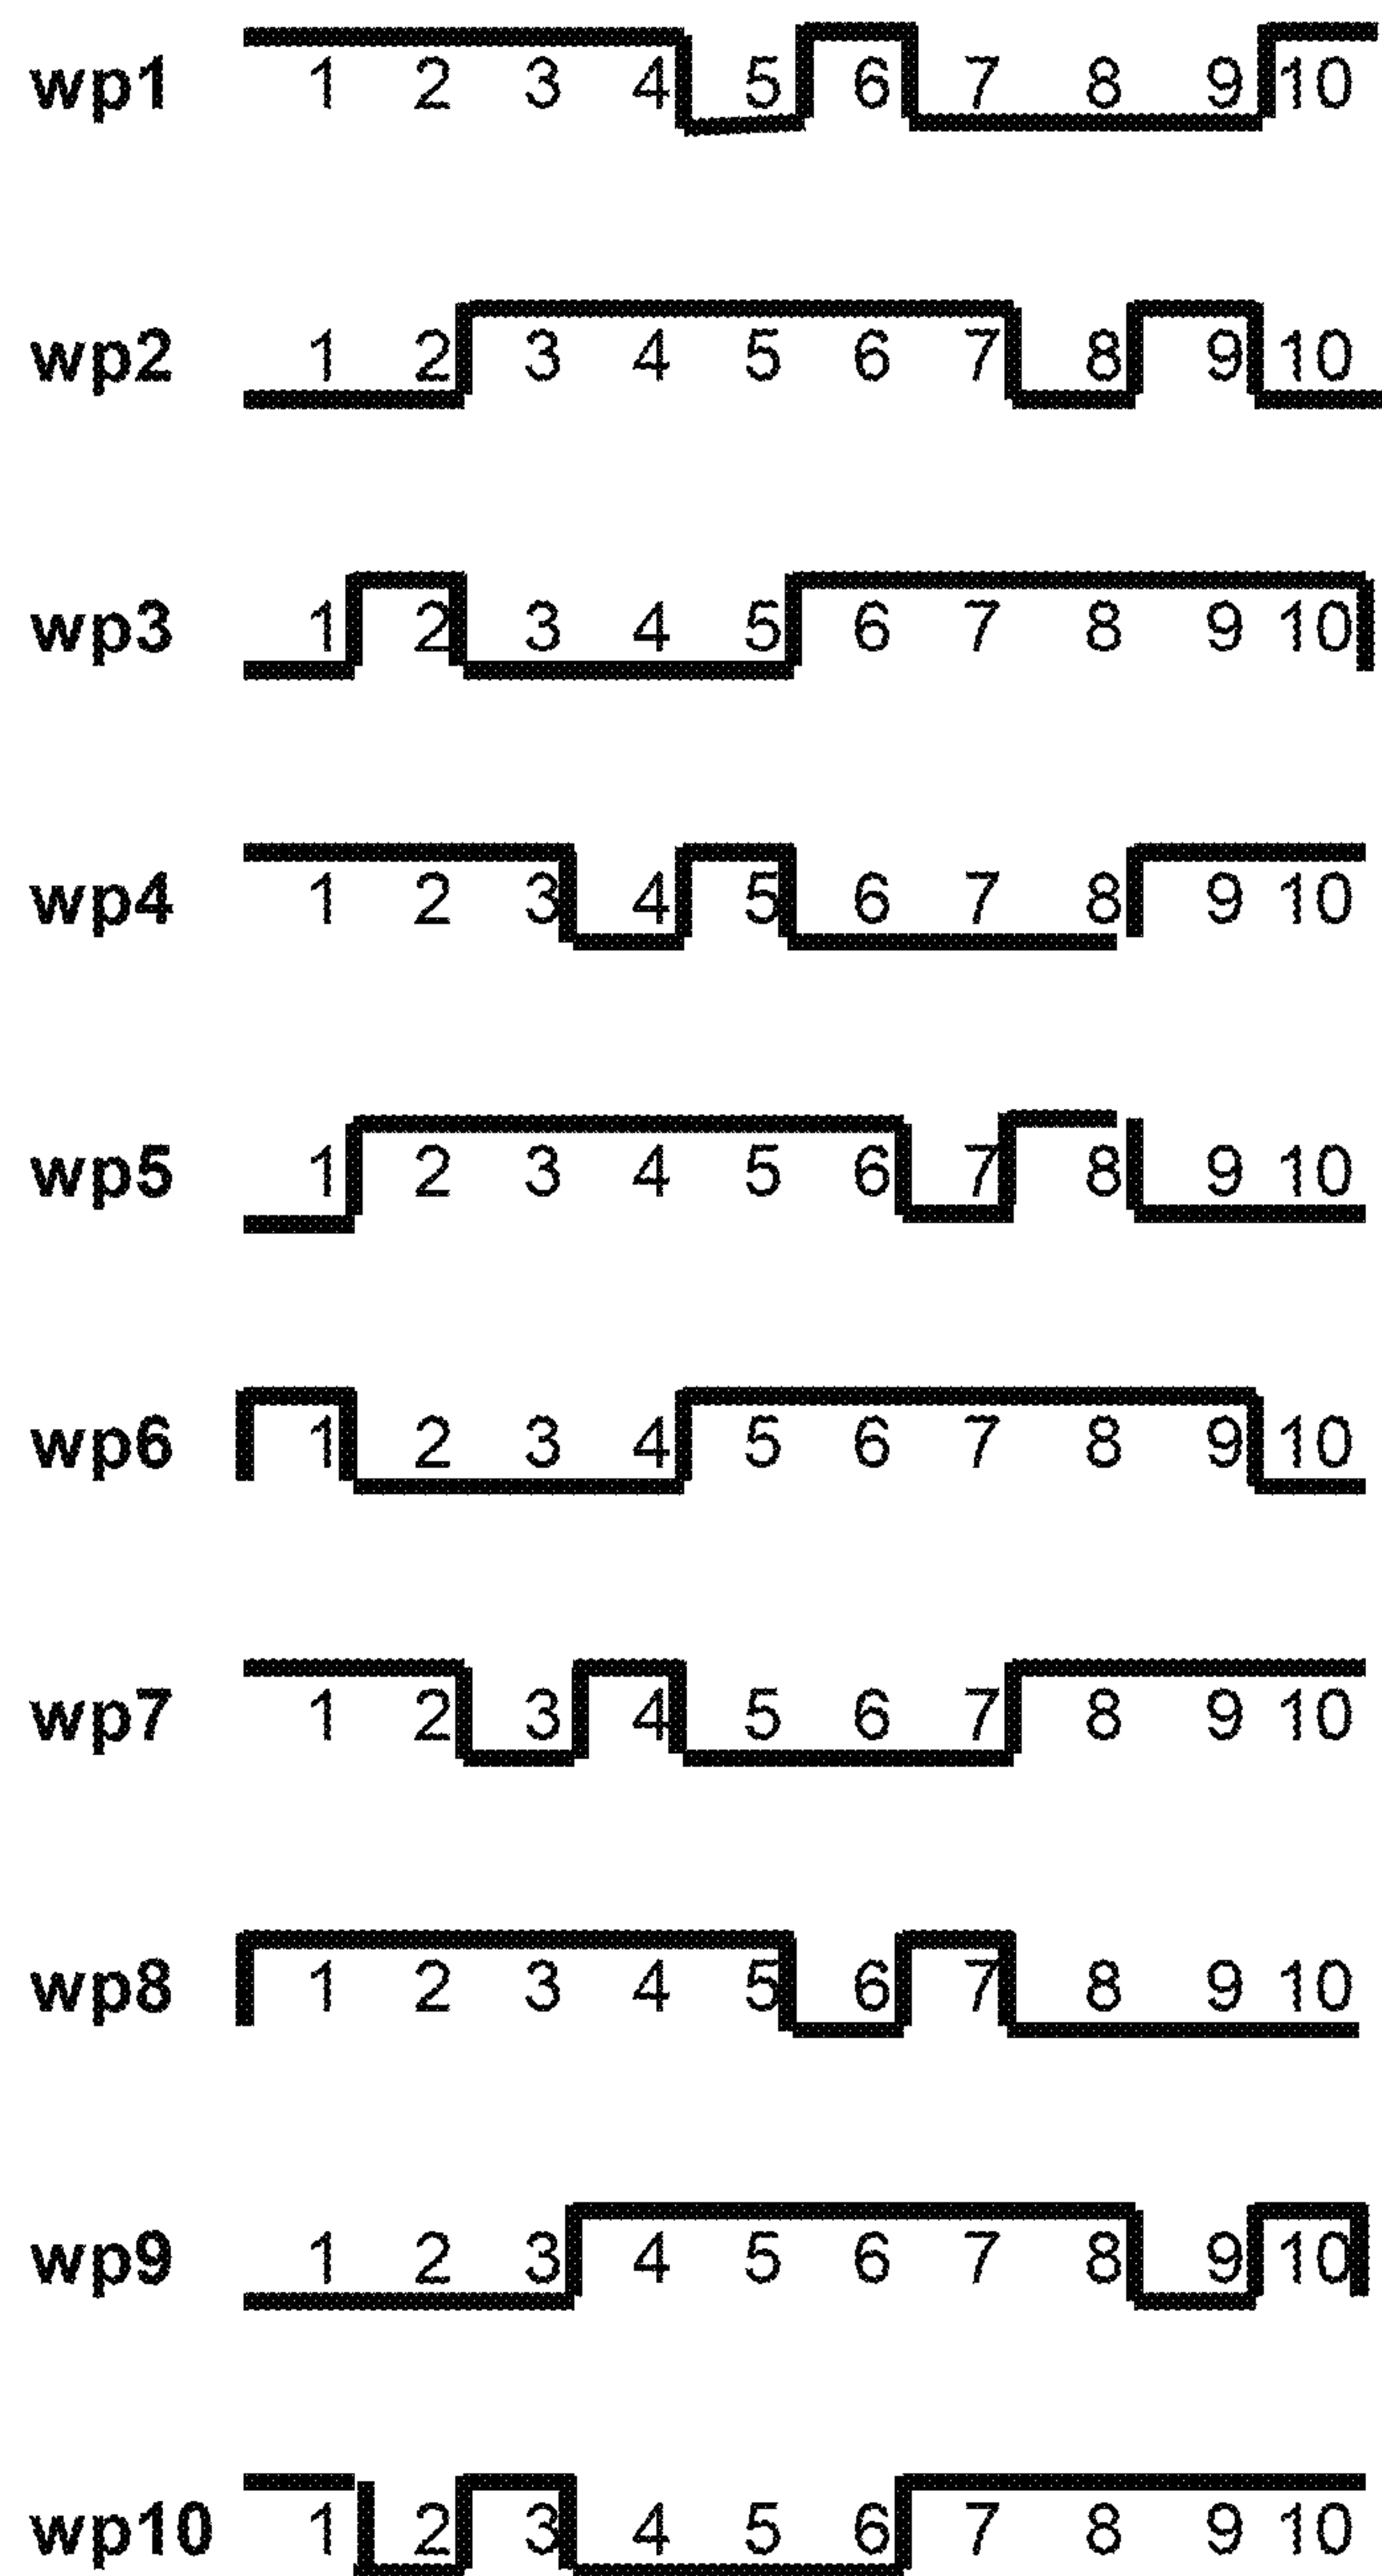 wp1 1 2 3 4 5 6 7 8 9 10
wp2 1 2 3 4 5 6 7 8 9 10
wp3 1 2 3 4 5 6 7 8 9 10
wp4 1 2 3 4 5 6 7 8 9 10
wp5 1 2 3 4 5 6 7 8 9 10
wp6 1 2 3 4 5 6 7 8 9 10
wp7 1 2 3 4 5 6 7 8 9 10
wp8 1 2 3 4 5 6 7 8 9 10
wp9 1 2 3 4 5 6 7 8 9 10
wp10 1 2 3 4 5 6 7 8 9 10